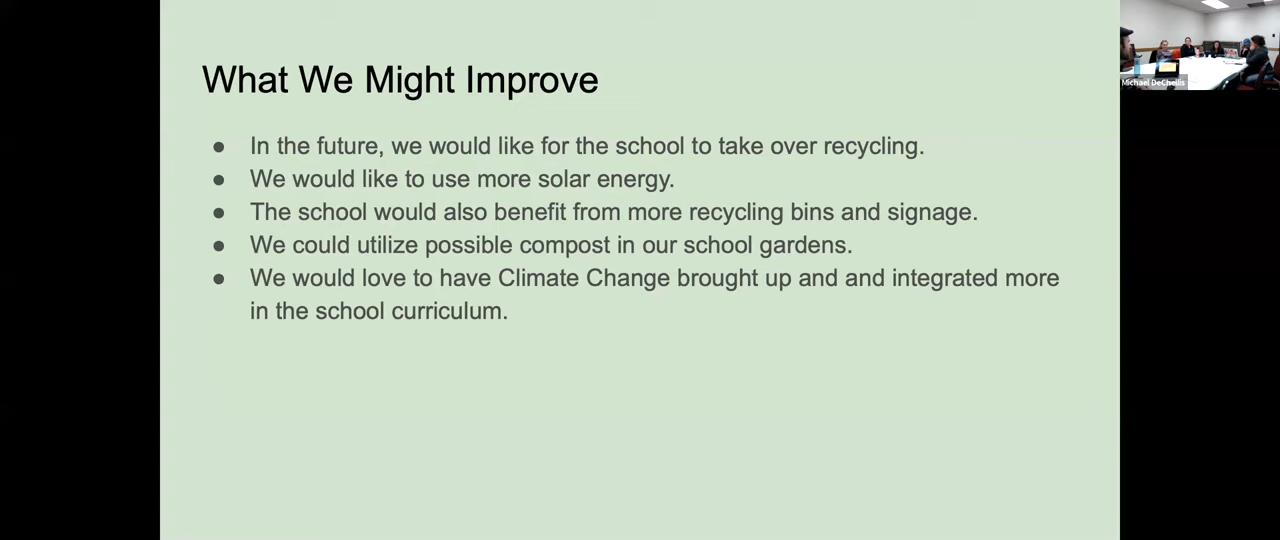 What We Might Improve
● In the future, we would like for the school to take over recycling.
● We would like to use more solar energy.
● The school would also benefit from more recycling bins and signage.
● We could utilize possible compost in our school gardens.
● We would love to have Climate Change brought up and and integrated more
in the school curriculum.
Michael DeChellis